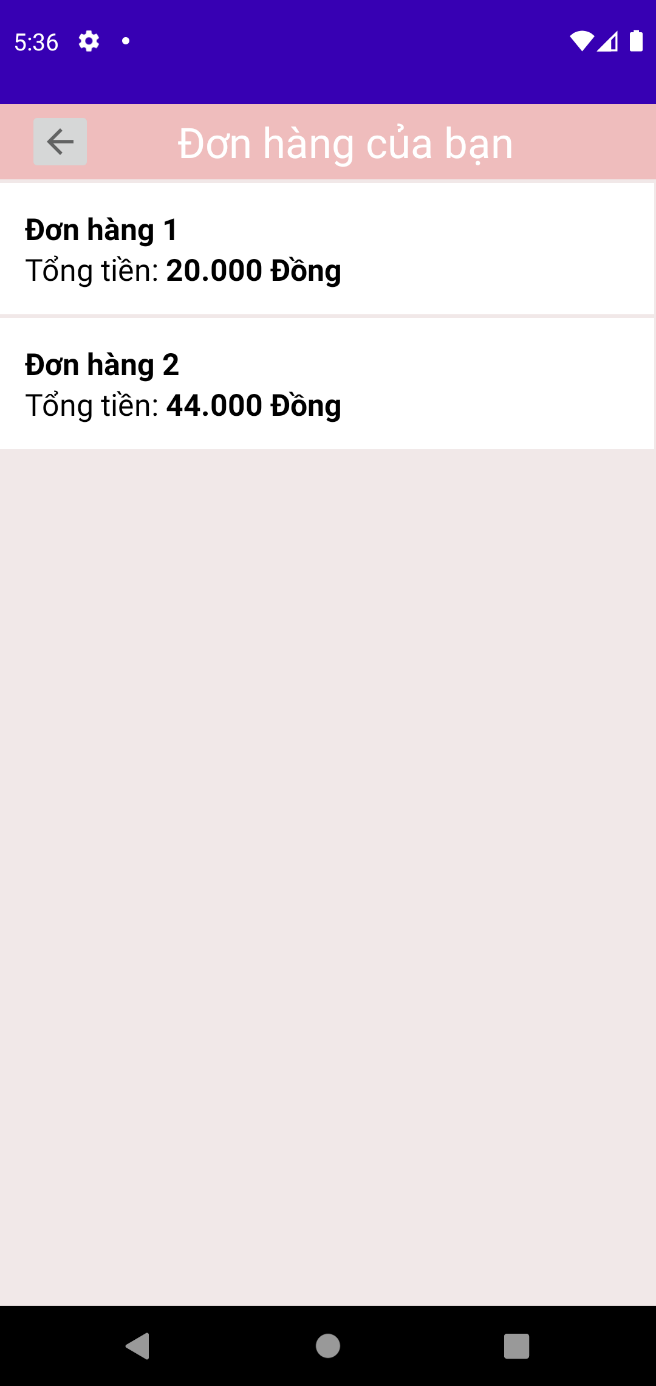 5:36
Đơn hàng của bạn
Đơn hàng 1
Tổng tiền: 20.000 Đồng
Đơn hàng 2
Tổng tiền: 44.000 Đồng